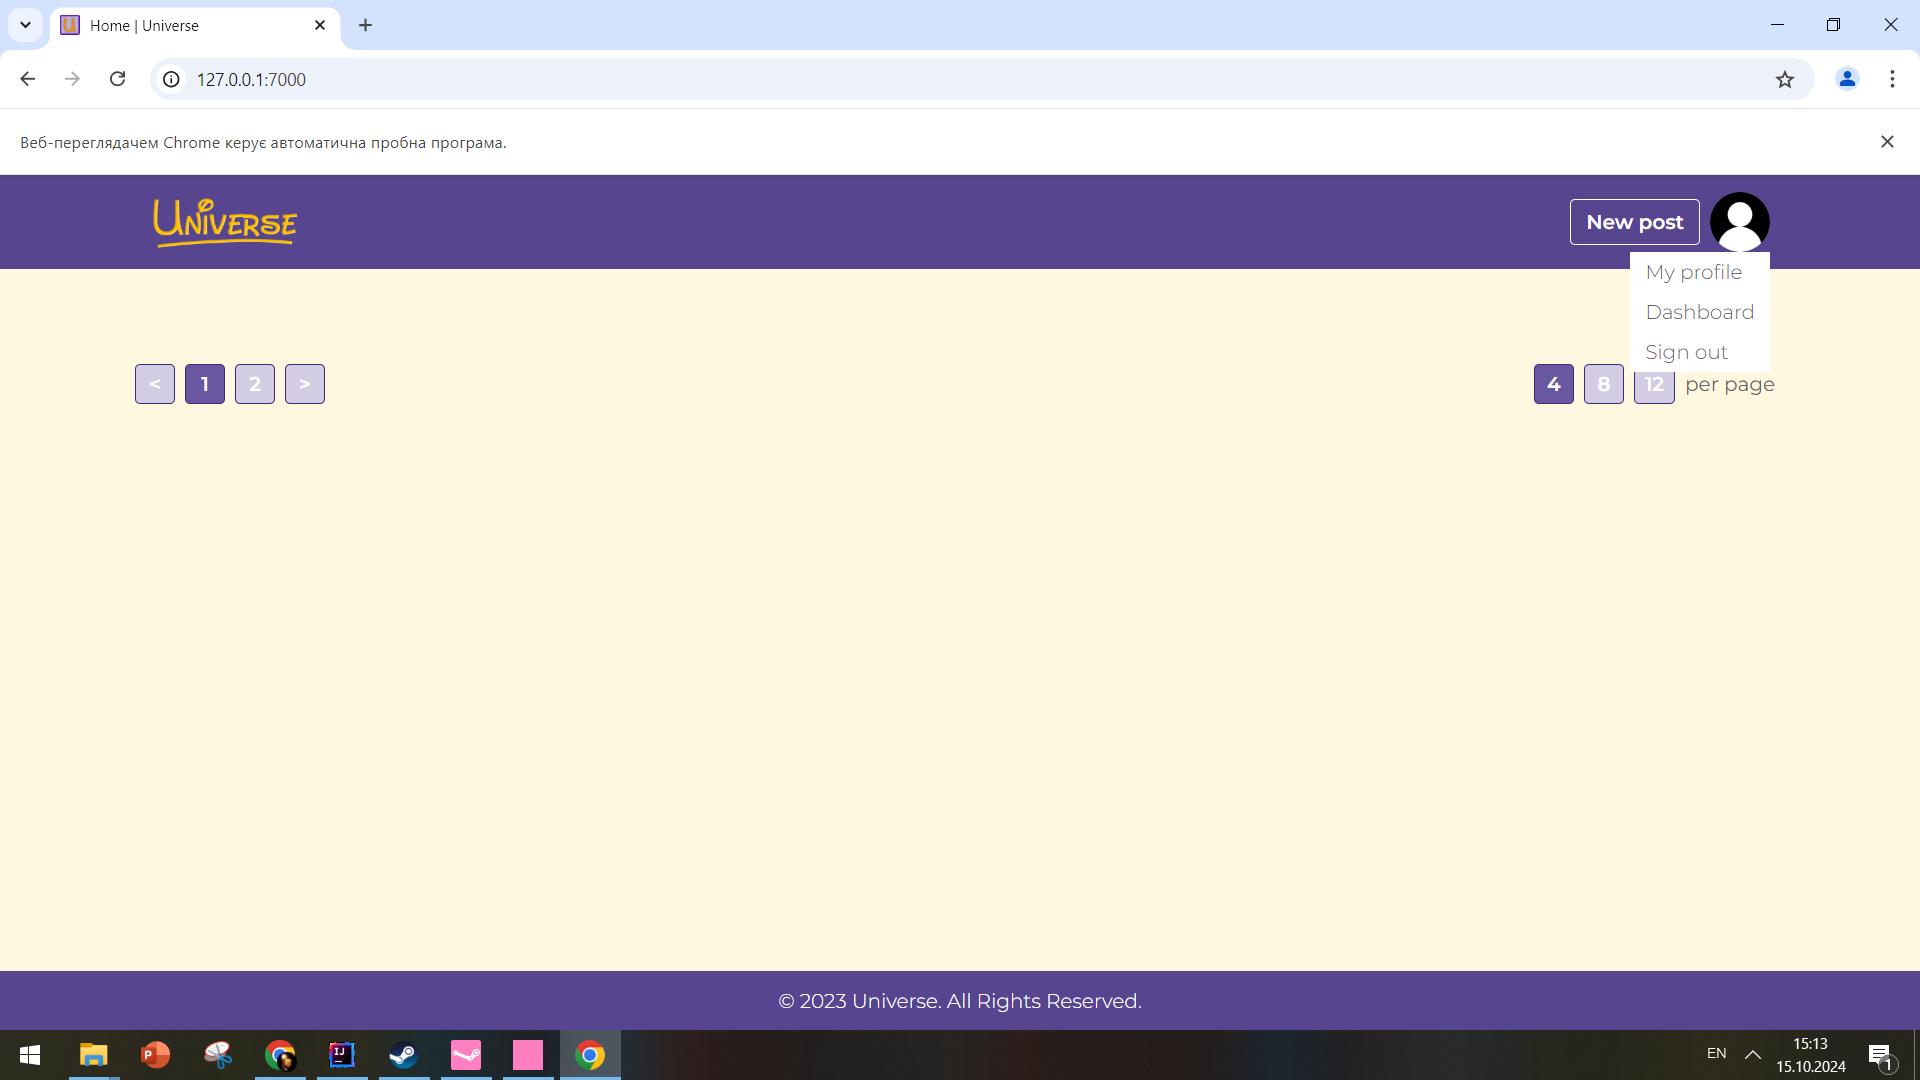 Home | Universe
127.0.0.1:7000
Веб-переглядачем Chrome керує автоматична пробна програма.
UNIVERSE
New post
My profile
Dashboard
Sign out
< 1 2 >
4 8 12 per page
© 2023 Universe. All Rights Reserved.
EN
15:13
15.10.2024
1